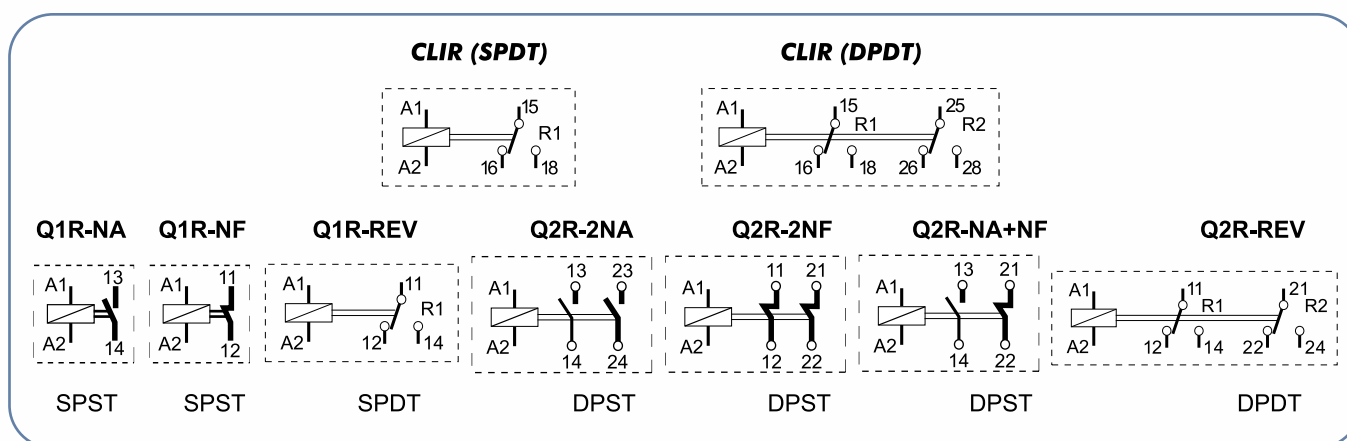 CLIR (SPDT) CLIR (DPDT)
A1 15 R1 A2 16 18
A1 15 R1 25 R2 A2 16 18 26 28
Q1R-NA Q1R-NF Q1R-REV Q2R-2NA Q2R-2NF Q2R-NA+NF Q2R-REV
A1 13 A2 14
A1 11 A2 12
A1 11 R1 A2 12 14
A1 13 23 A2 14 24
A1 11 21 A2 12 22
A1 13 21 A2 14 22
A1 11 R1 21 R2 A2 12 14 22 24
SPST SPST SPDT DPST DPST DPST DPDT